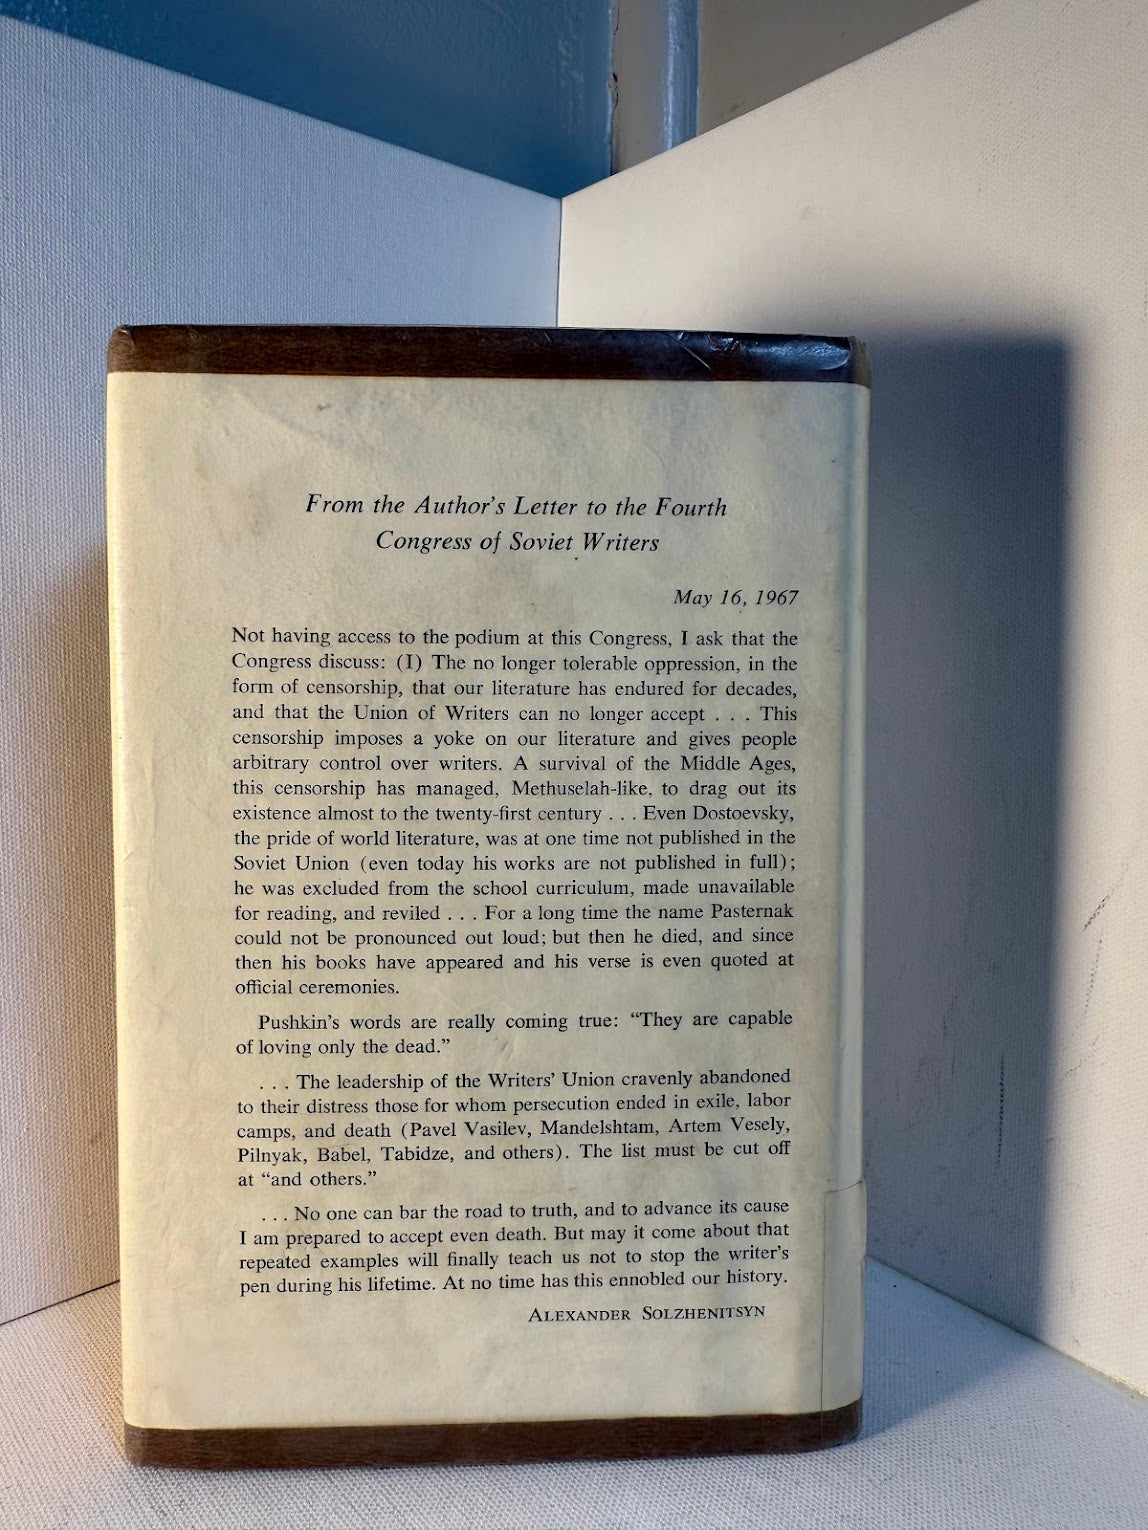 From the Author's Letter to the Fourth
Congress of Soviet Writers
May 16, 1967
Not having access to the podium at this Congress, I ask that the
Congress discuss: (I) The no longer tolerable oppression, in the
form of censorship, that our literature has endured for decades,
and that the Union of Writers can no longer accept . . . This
censorship imposes a yoke on our literature and gives people
arbitrary control over writers. A survival of the Middle Ages,
this censorship has managed, Methuselah-like, to drag out its
existence almost to the twenty-first century . . . Even Dostoevsky,
the pride of world literature, was at one time not published in the
Soviet Union (even today his works are not published in full);
he was excluded from the school curriculum, made unavailable
for reading, and reviled . . . For a long time the name Pasternak
could not be pronounced out loud; but then he died, and since
then his books have appeared and his verse is even quoted at
official ceremonies.
Pushkin's words are really coming true: “They are capable
of loving only the dead.”
. . . The leadership of the Writers' Union cravenly abandoned
to their distress those for whom persecution ended in exile, labor
camps, and death (Pavel Vasilev, Mandelshtam, Artem Vesely,
Pilnyak, Babel, Tabidze, and others). The list must be cut off
at “and others.”
. . . No one can bar the road to truth, and to advance its cause
I am prepared to accept even death. But may it come about that
repeated examples will finally teach us not to stop the writer's
pen during his lifetime. At no time has this ennobled our history.
ALEXANDER SOLZHENITSYN